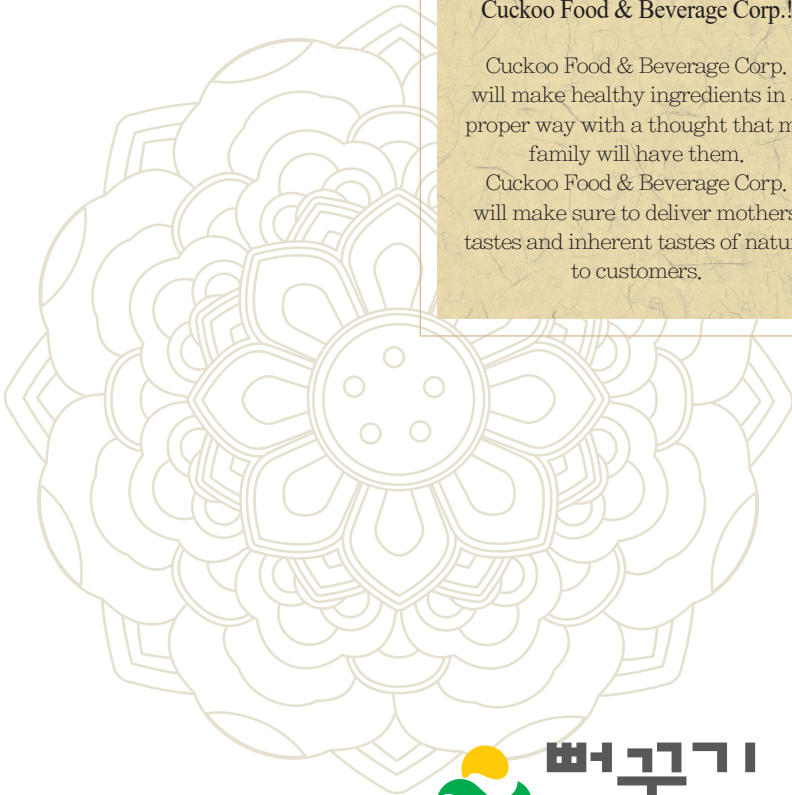 Cuckoo Food & Beverage Corp.!
Cuckoo Food & Beverage Corp.
will make healthy ingredients in
proper way with a thought that
family will have them.
Cuckoo Food & Beverage Corp.
will make sure to deliver mothers
tastes and inherent tastes of
to customers.
뻐꾸기